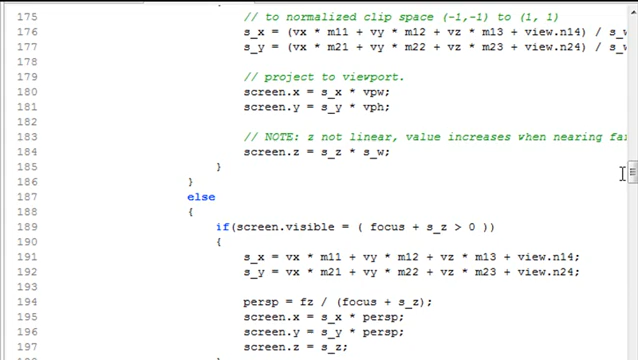 175 // to normalized clip space (-1,-1) to (1, 1)
176 s_x = (vx * m11 + vy * m12 + vz * m13 + view.n14) / s_w
177 s_y = (vx * m21 + vy * m22 + vz * m23 + view.n24) / s_w
178
179 // project to viewport.
180 screen.x = s_x * vpw;
181 screen.y = s_y * vph;
182
183 // NOTE: z not linear, value increases when nearing far
184 screen.z = s_z * s_w;
185 }
186 }
187 else
188 {
189 if(screen.visible = ( focus + s_z > 0 ))
190 {
191 s_x = vx * m11 + vy * m12 + vz * m13 + view.n14;
192 s_y = vx * m21 + vy * m22 + vz * m23 + view.n24;
193
194 persp = fz / (focus + s_z);
195 screen.x = s_x * persp;
196 screen.y = s_y * persp;
197 screen.z = s_z;